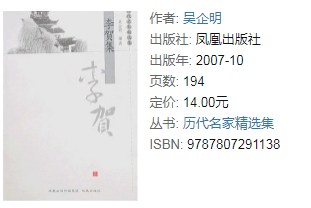 李贺集
李賀
作者: 吴企明
出版社: 凤凰出版社
出版年: 2007-10
页数: 194
定价: 14.00元
丛书: 历代名家精选集
ISBN: 9787807291138